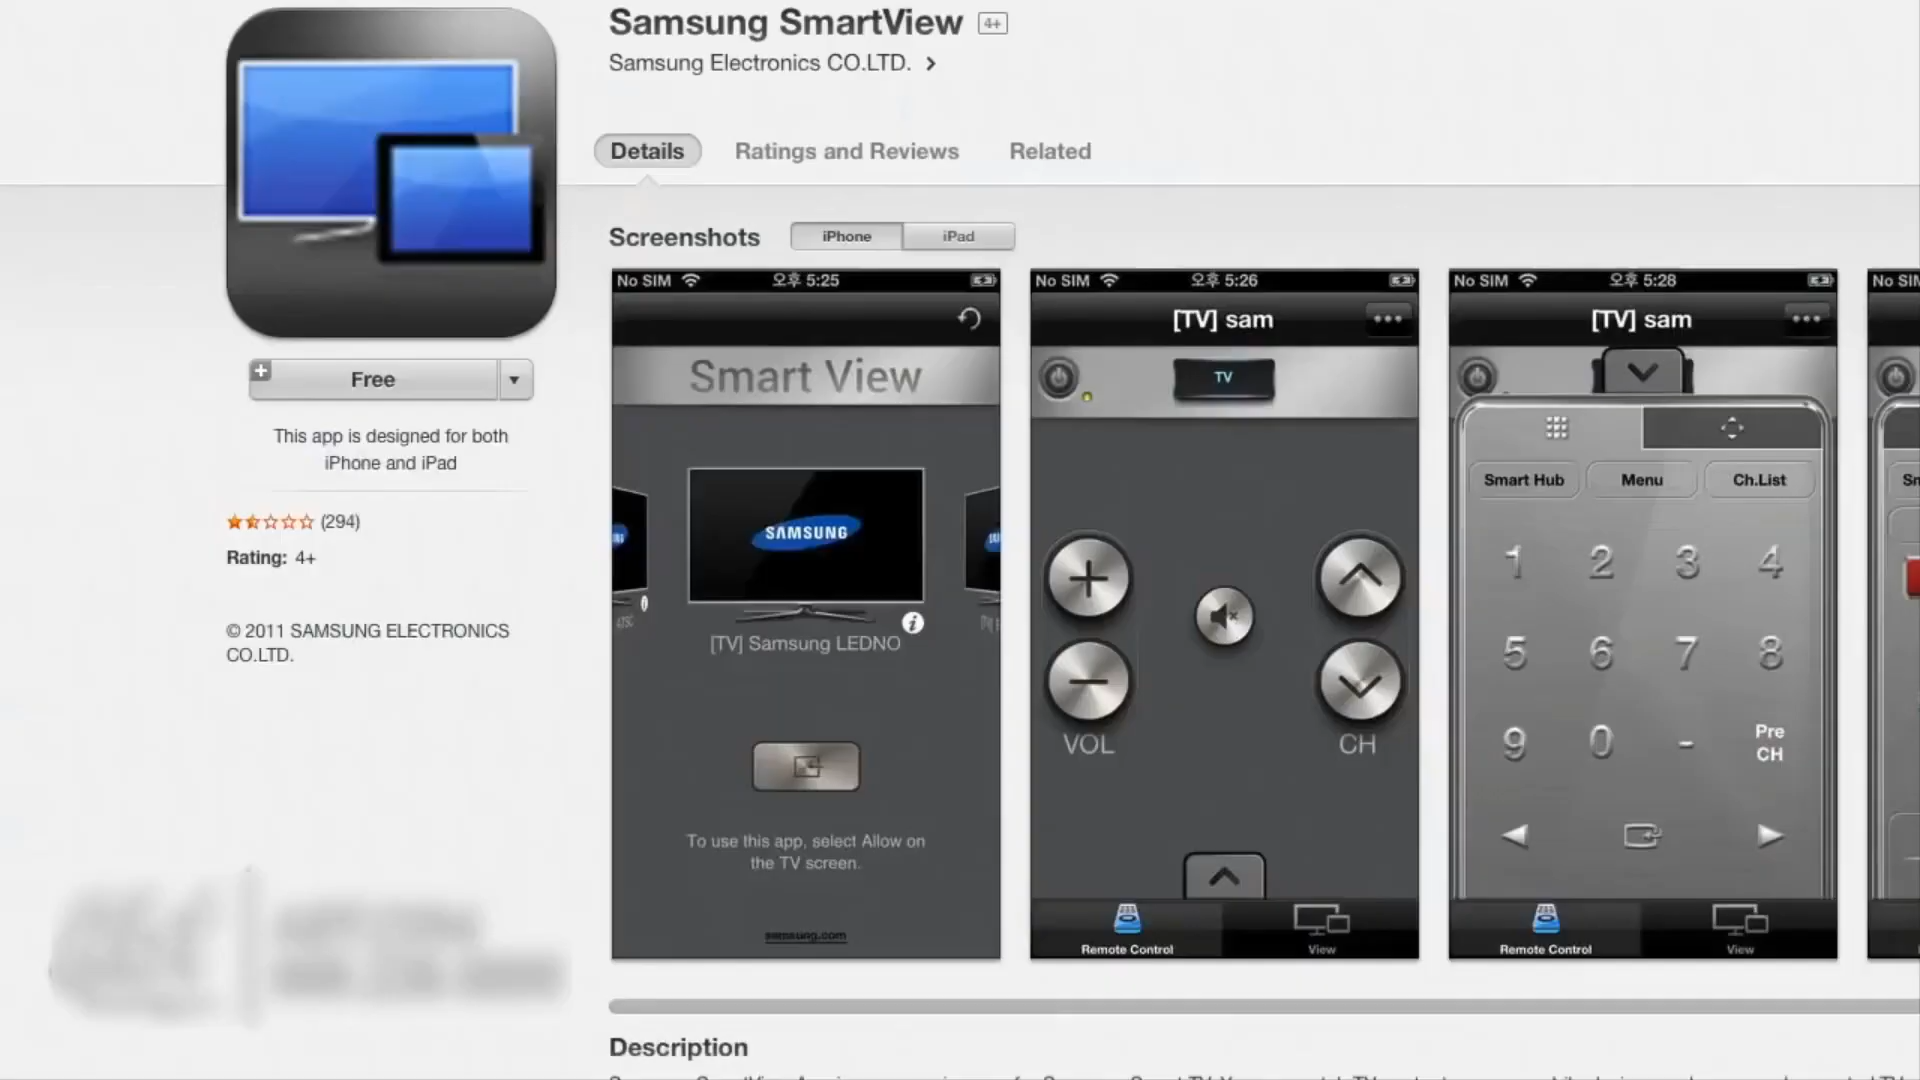 Samsung SmartView 4+
Samsung Electronics CO.LTD.
Details Ratings and Reviews Related
Screenshots iPhone iPad
Free
This app is designed for both
iPhone and iPad
(294)
Rating: 4+
© 2011 SAMSUNG ELECTRONICS
CO.LTD.
No SIM 오후 5:25
Smart View
SAMSUNG
[TV] Samsung LEDNO
To use this app, select Allow on
the TV screen.
samsung.com
No SIM 오후 5:26
[TV] sam
TV
VOL CH
Remote Control View
No SIM 오후 5:28
[TV] sam
Smart Hub Menu Ch.List
1 2 3 4
5 6 7 8
9 0 - Pre
CH
Remote Control View
Description